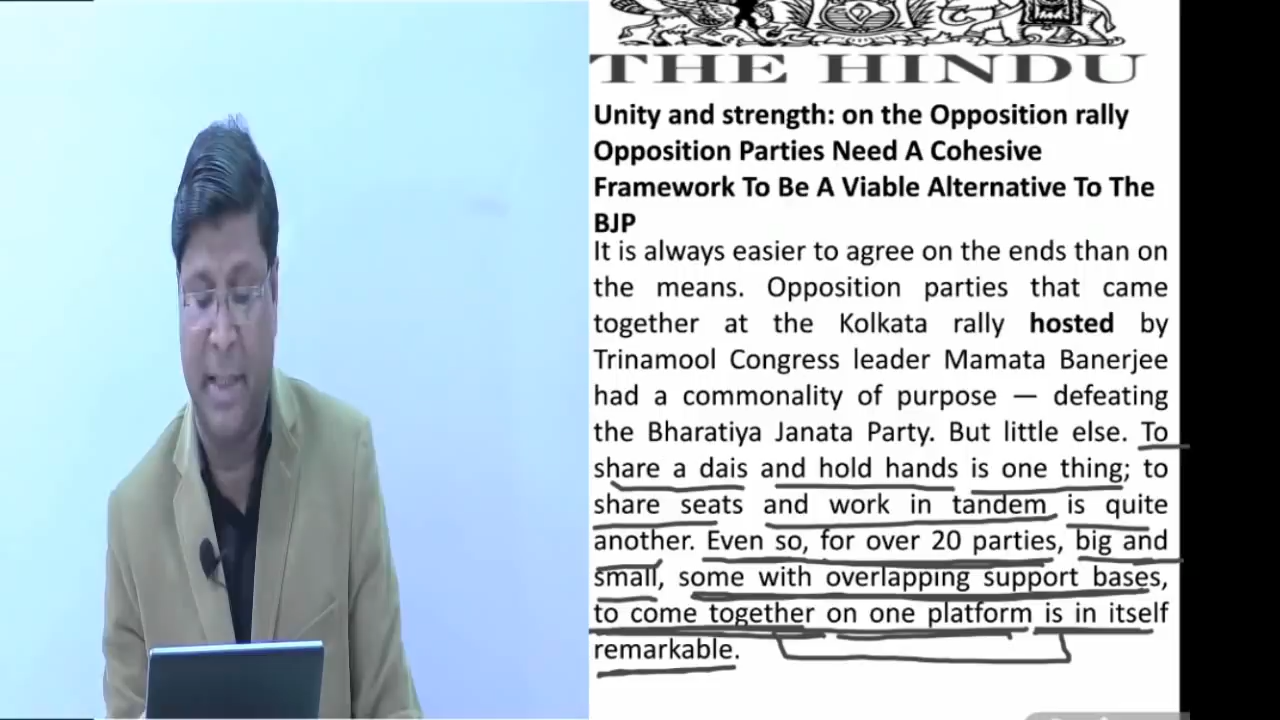 THE HINDU
Unity and strength: on the Opposition rally
Opposition Parties Need A Cohesive
Framework To Be A Viable Alternative To The
BJP
It is always easier to agree on the ends than on
the means. Opposition parties that came
together at the Kolkata rally hosted by
Trinamool Congress leader Mamata Banerjee
had a commonality of purpose — defeating
the Bharatiya Janata Party. But little else. To
share a dais and hold hands is one thing; to
share seats and work in tandem is quite
another. Even so, for over 20 parties, big and
small, some with overlapping support bases,
to come together on one platform is in itself
remarkable.